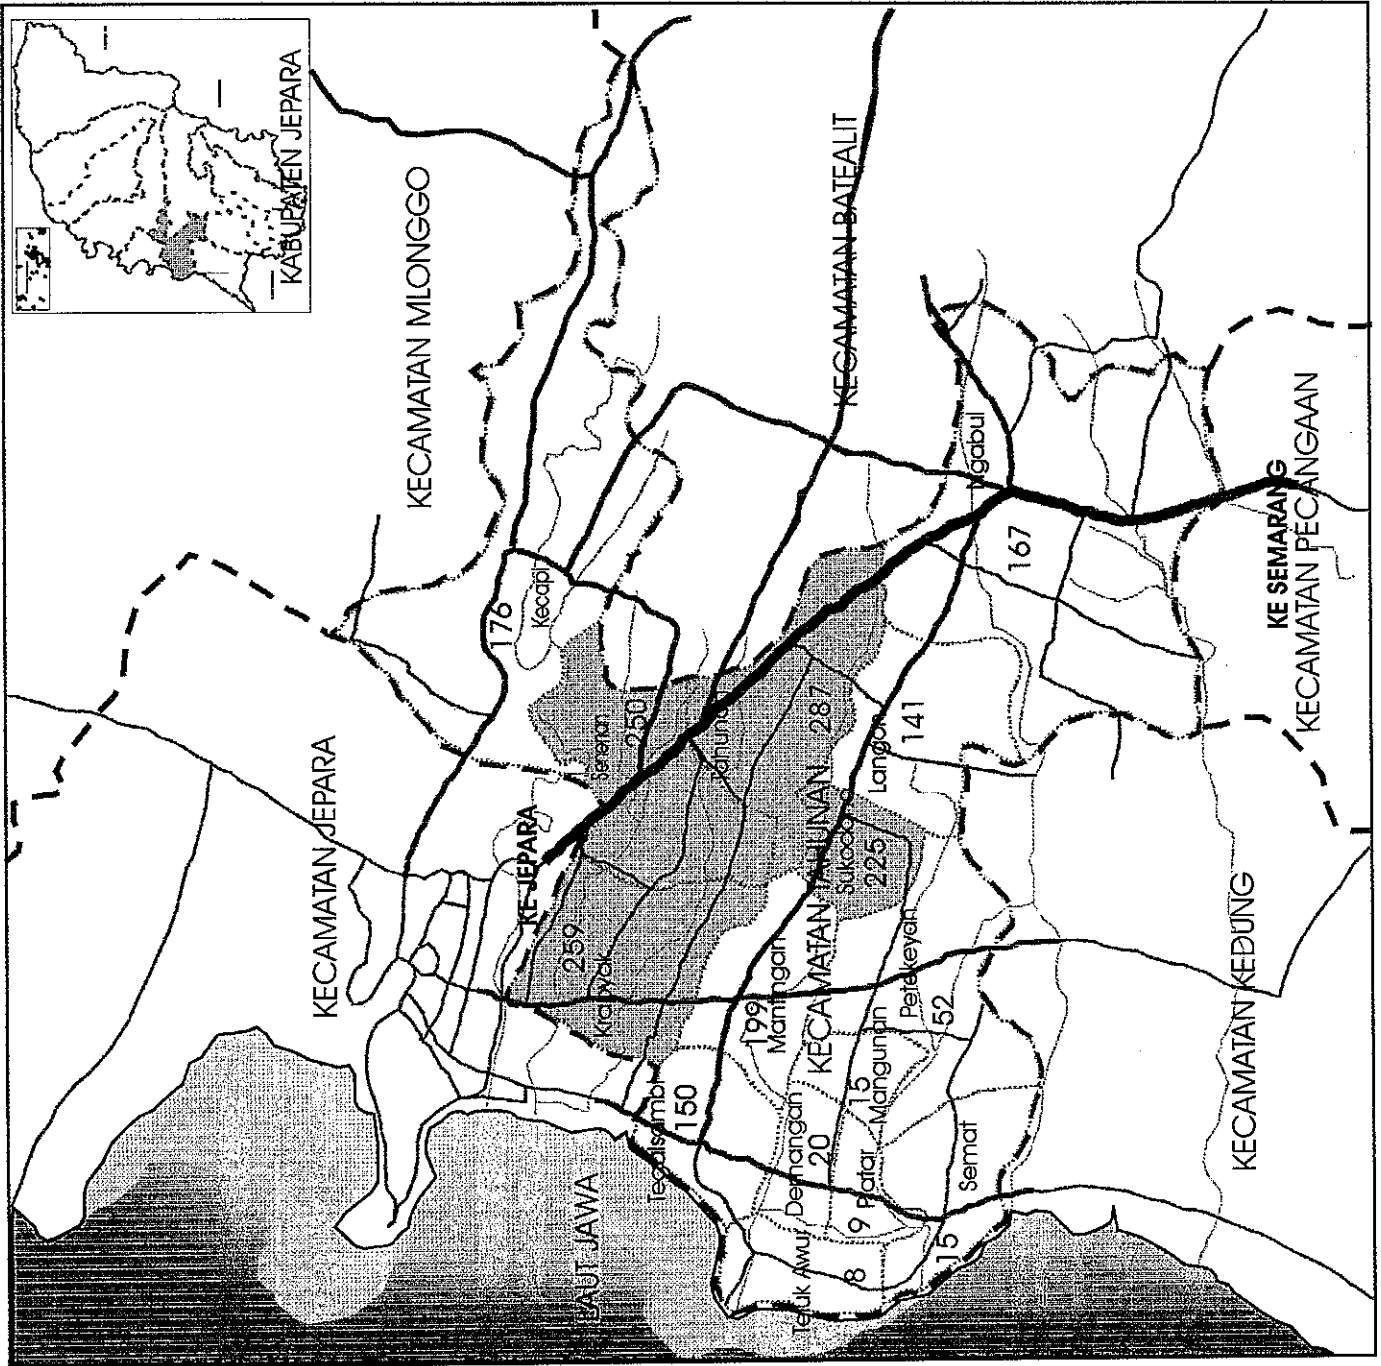 KABUPATEN JEPARA
KECAMATAN MLONGGO
KECAMATAN BATEALIT
KECAMATAN JEPARA
KECAMATAN PECANGAAN
KE SEMARANG
KECAMATAN KEDUNG
KECAMATAN TAHUNAN
KE JEPARA
LAUT JAWA
Ngabul
167
Kecapi
176
Senenan
250
Tahunan
287
Langon
141
Sukodono
225
Krapyak
259
Mantingan
199
Petekeyan
52
Mangunan
15
Tegalsambi
150
Demangan
20
Platar
9
Semat
15
Teluk Awur
8